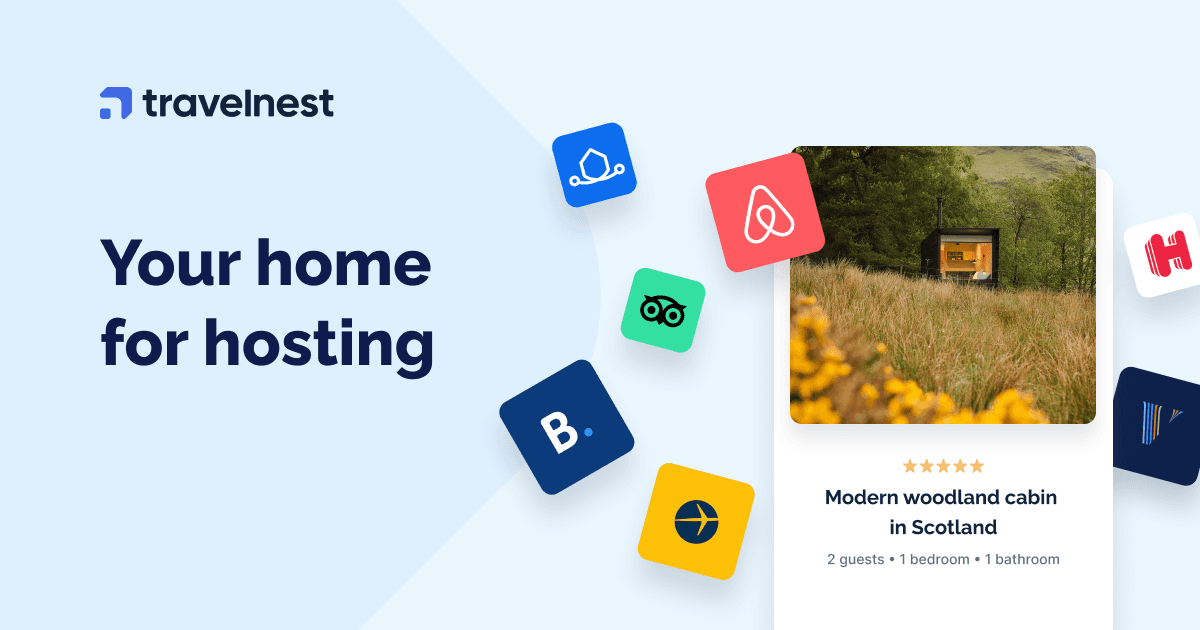 travelnest
Your home
for hosting
B.
H
Modern woodland cabin
in Scotland
2 guests • 1 bedroom • 1 bathroom